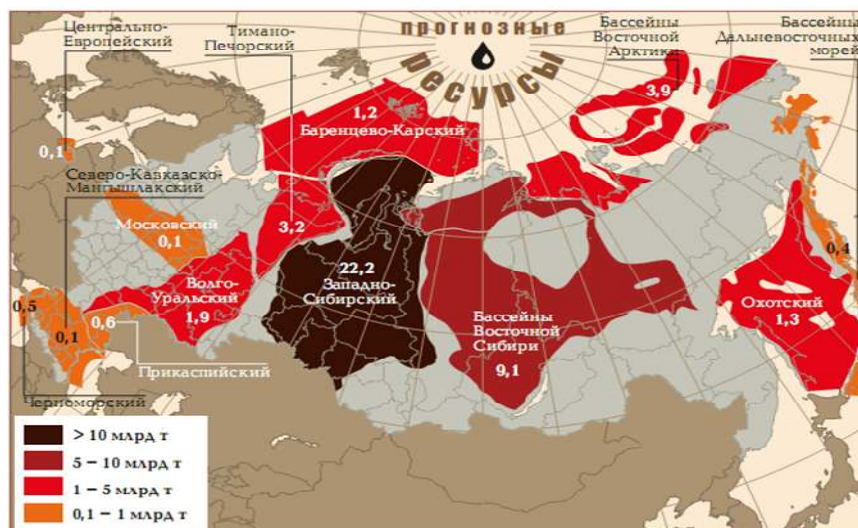 прогнозные
ресурсы
Центрально-
Европейский
Тимано-
Печорский
Бассейны
Восточной
Арктики
Бассейны
Дальневосточных
морей
3,9
1,2
Баренцево-Карский
0,1
Северо-Кавказско-
Мангышлакский
Московский
0,1
3,2
22,2
Западно-
Сибирский
Волго-
Уральский
1,9
0,4
Охотский
1,3
Бассейны
Восточной
Сибири
9,1
0,5
0,1
0,6
Прикаспийский
Черноморский
> 10 млрд т
5 – 10 млрд т
1 – 5 млрд т
0,1 – 1 млрд т